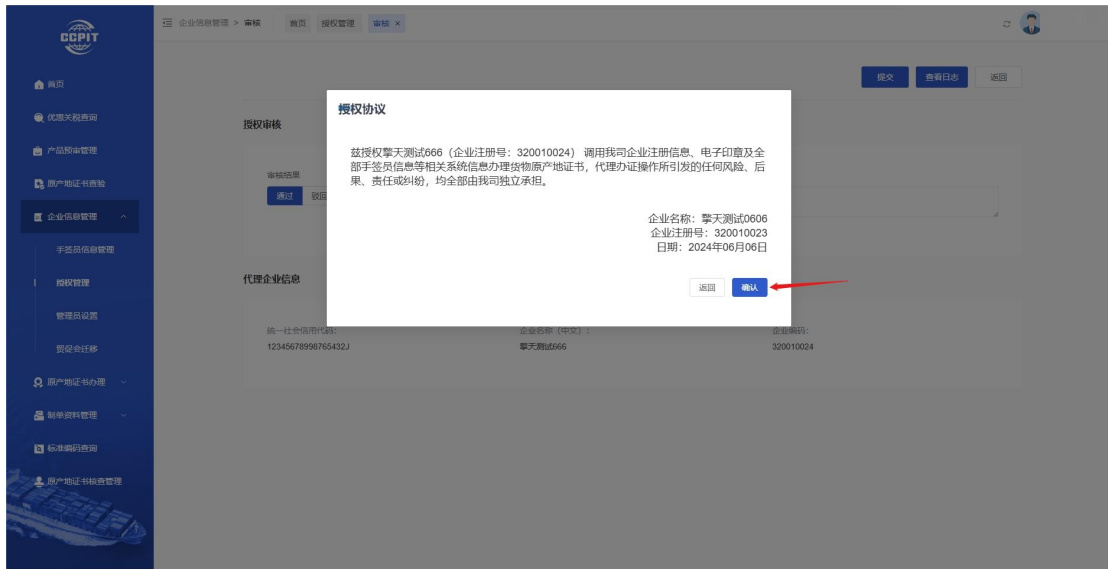 CCPIT
企业信息管理 > 审核 首页 授权管理 审核 ×
首页
优惠关税查询
产品预审管理
原产地证书查验
企业信息管理
手签员信息管理
授权管理
管理员设置
贸促会迁移
原产地证书办理
制单资料管理
标准编码查询
原产地证书核查管理
提交 查看日志 返回
授权审核
审核结果
通过 驳回
授权协议
兹授权擎天测试666（企业注册号：320010024） 调用我司企业注册信息、电子印章及全
部手签员信息等相关系统信息办理货物原产地证书，代理办证操作所引发的任何风险、后
果、责任或纠纷，均全部由我司独立承担。
企业名称：擎天测试0606
企业注册号：320010023
日期：2024年06月06日
返回 确认
代理企业信息
统一社会信用代码： 企业名称（中文）： 企业编码：
12345678998765432J 擎天测试666 320010024